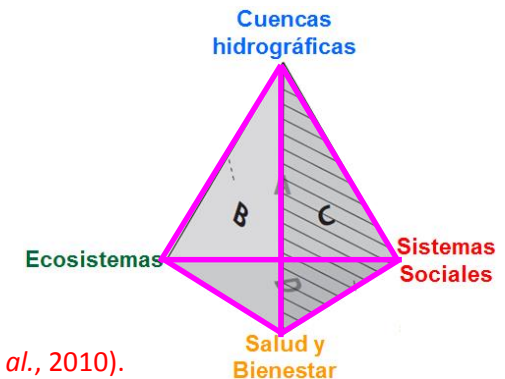 Cuencas
hidrográficas
A
B
C
Ecosistemas
Sistemas
Sociales
D
Salud y
Bienestar
al., 2010).